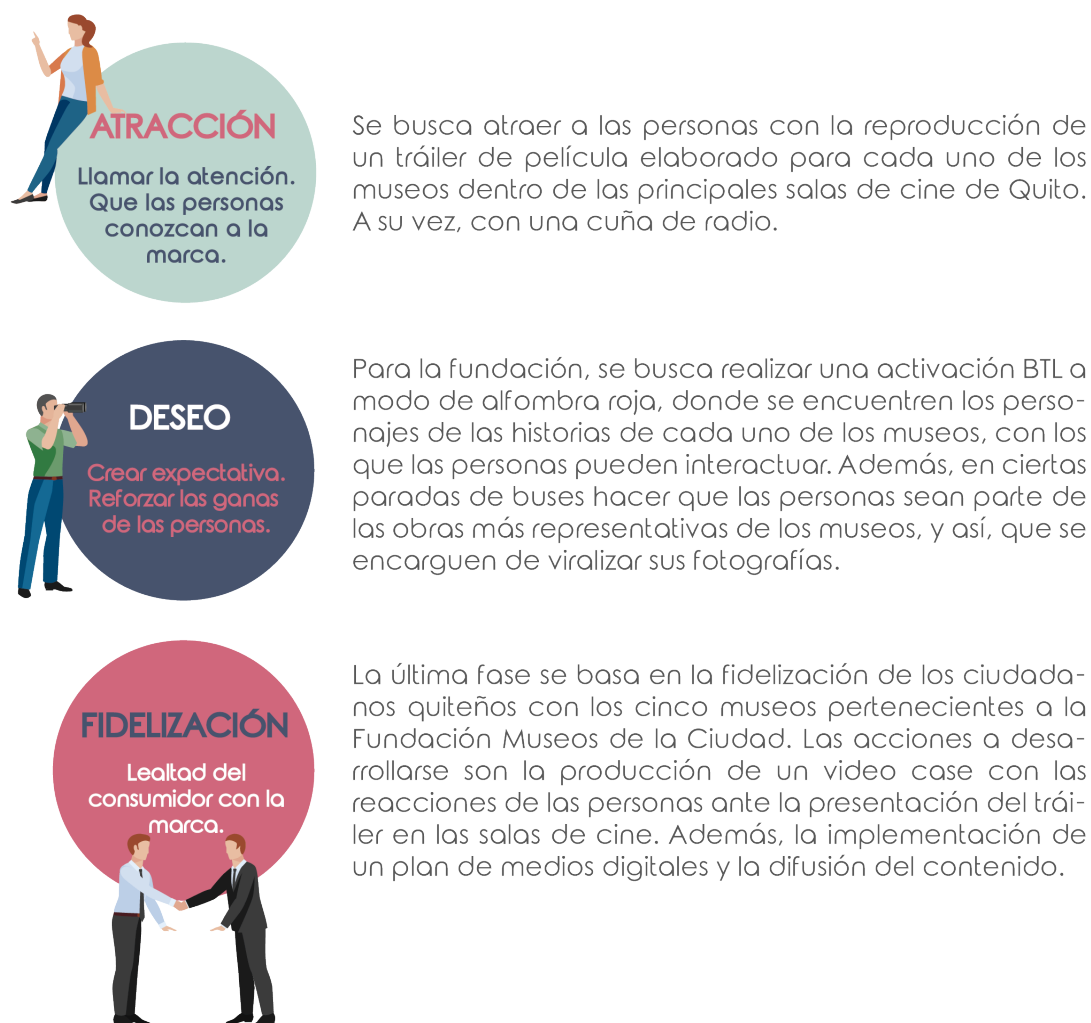 ATRACCIÓN
Llamar la atención.
Que las personas
conozcan a la
marca.
Se busca atraer a las personas con la reproducción de
un tráiler de película elaborado para cada uno de los
museos dentro de las principales salas de cine de Quito.
A su vez, con una cuña de radio.
DESEO
Crear expectativa.
Reforzar las ganas
de las personas.
Para la fundación, se busca realizar una activación BTL a
modo de alfombra roja, donde se encuentren los perso-
najes de las historias de cada uno de los museos, con los
que las personas pueden interactuar. Además, en ciertas
paradas de buses hacer que las personas sean parte de
las obras más representativas de los museos, y así, que se
encarguen de viralizar sus fotografías.
FIDELIZACIÓN
Lealtad del
consumidor con la
marca.
La última fase se basa en la fidelización de los ciudada-
nos quiteños con los cinco museos pertenecientes a la
Fundación Museos de la Ciudad. Las acciones a desa-
rrollarse son la producción de un video case con las
reacciones de las personas ante la presentación del trái-
ler en las salas de cine. Además, la implementación de
un plan de medios digitales y la difusión del contenido.